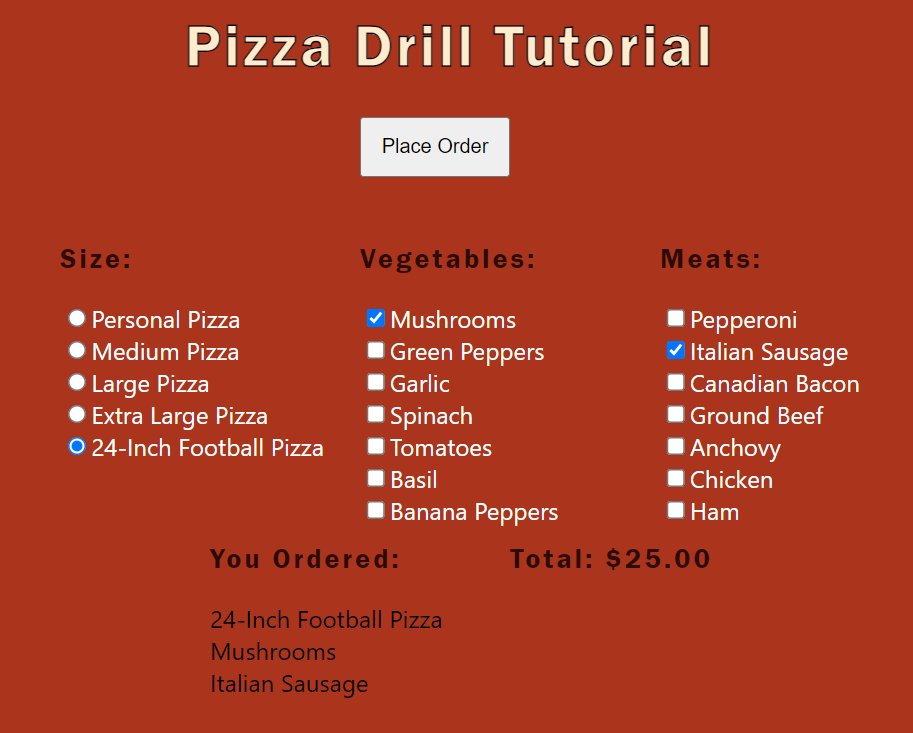 Pizza Drill Tutorial
Place Order
Size:
Personal Pizza
Medium Pizza
Large Pizza
Extra Large Pizza
24-Inch Football Pizza
Vegetables:
Mushrooms
Green Peppers
Garlic
Spinach
Tomatoes
Basil
Banana Peppers
Meats:
Pepperoni
Italian Sausage
Canadian Bacon
Ground Beef
Anchovy
Chicken
Ham
You Ordered:
24-Inch Football Pizza
Mushrooms
Italian Sausage
Total: $25.00